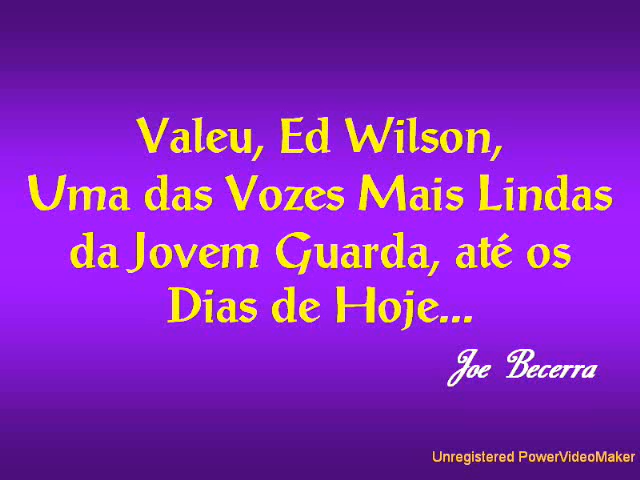 Valeu, Ed Wilson,
Uma das Vozes Mais Lindas
da Jovem Guarda, até os
Dias de Hoje...
Joe Becerra
Unregistered PowerVideoMaker